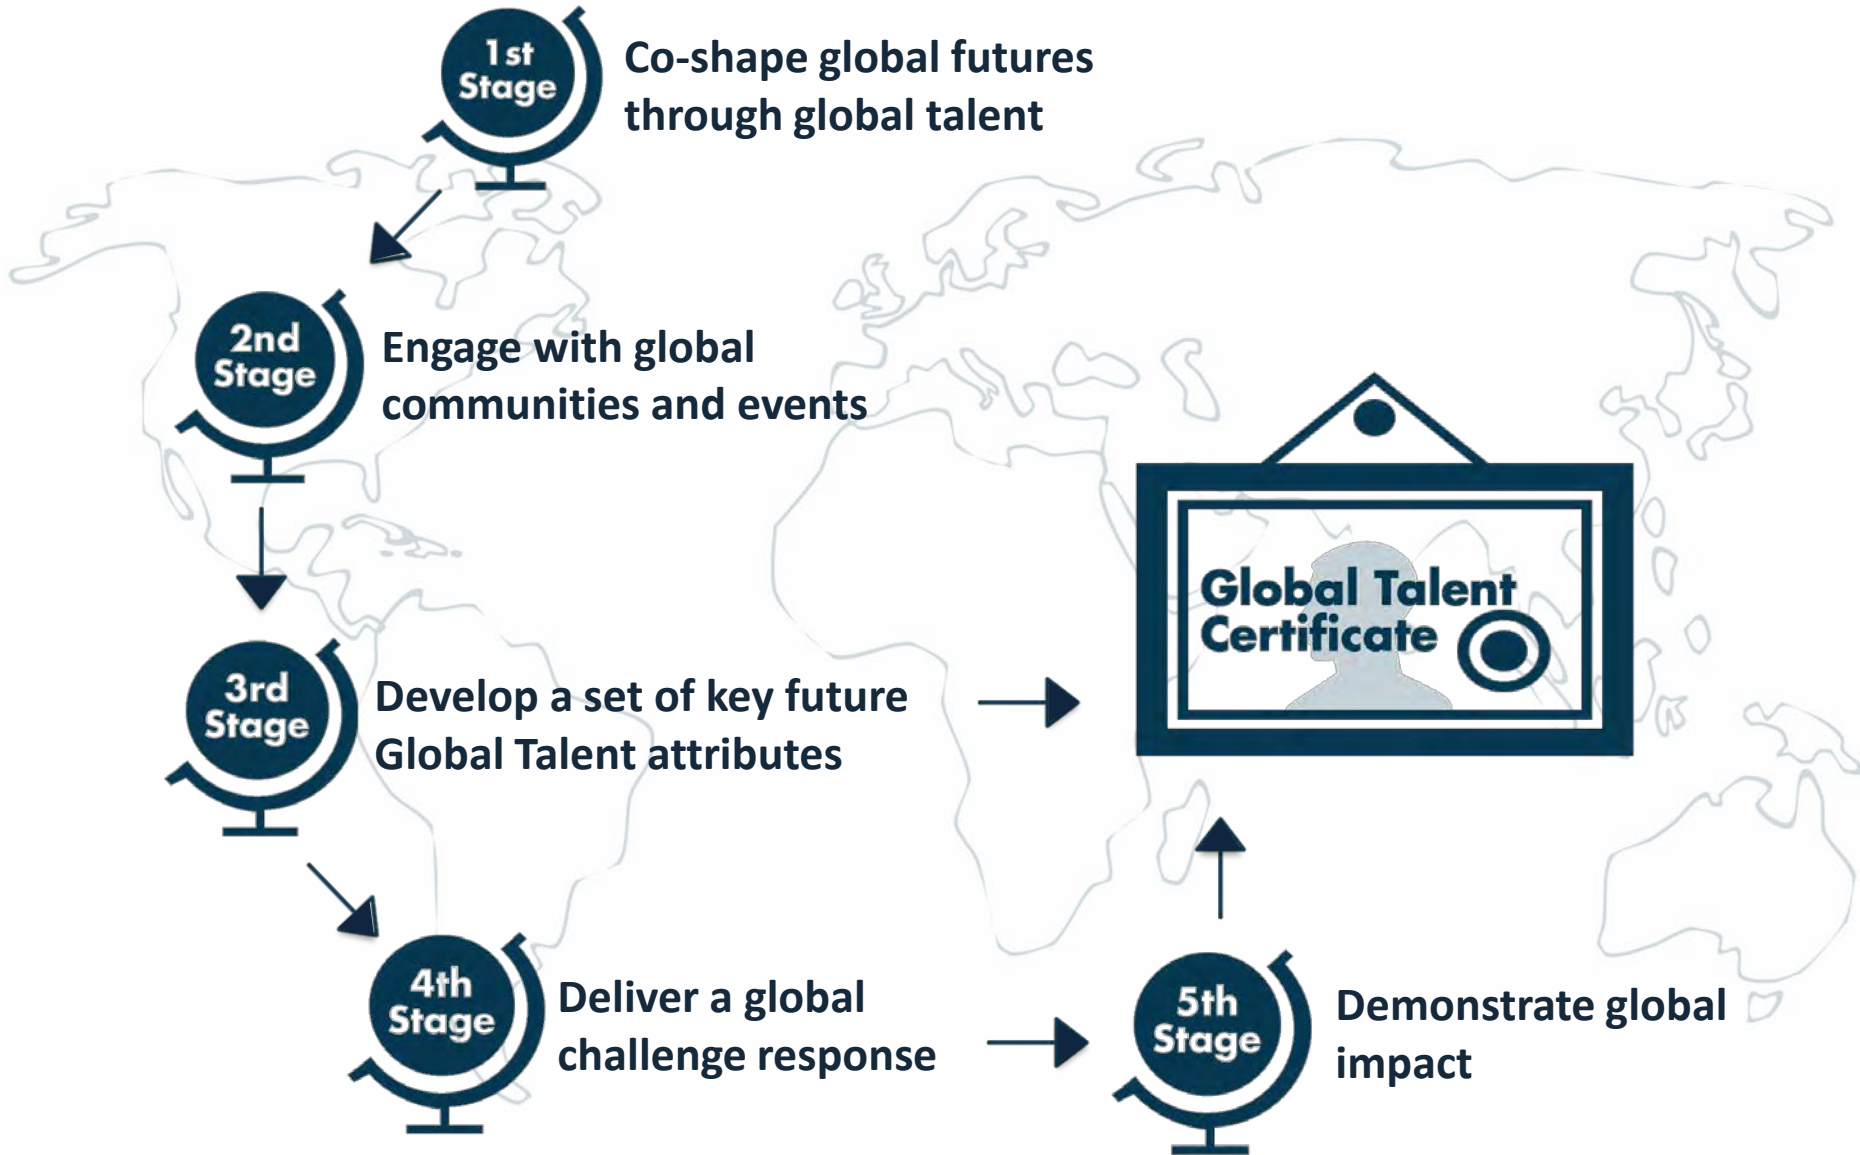 1st
Stage
Co-shape global futures
through global talent
2nd
Stage
Engage with global
communities and events
3rd
Stage
Develop a set of key future
Global Talent attributes
Global Talent
Certificate
4th
Stage
Deliver a global
challenge response
5th
Stage
Demonstrate global
impact